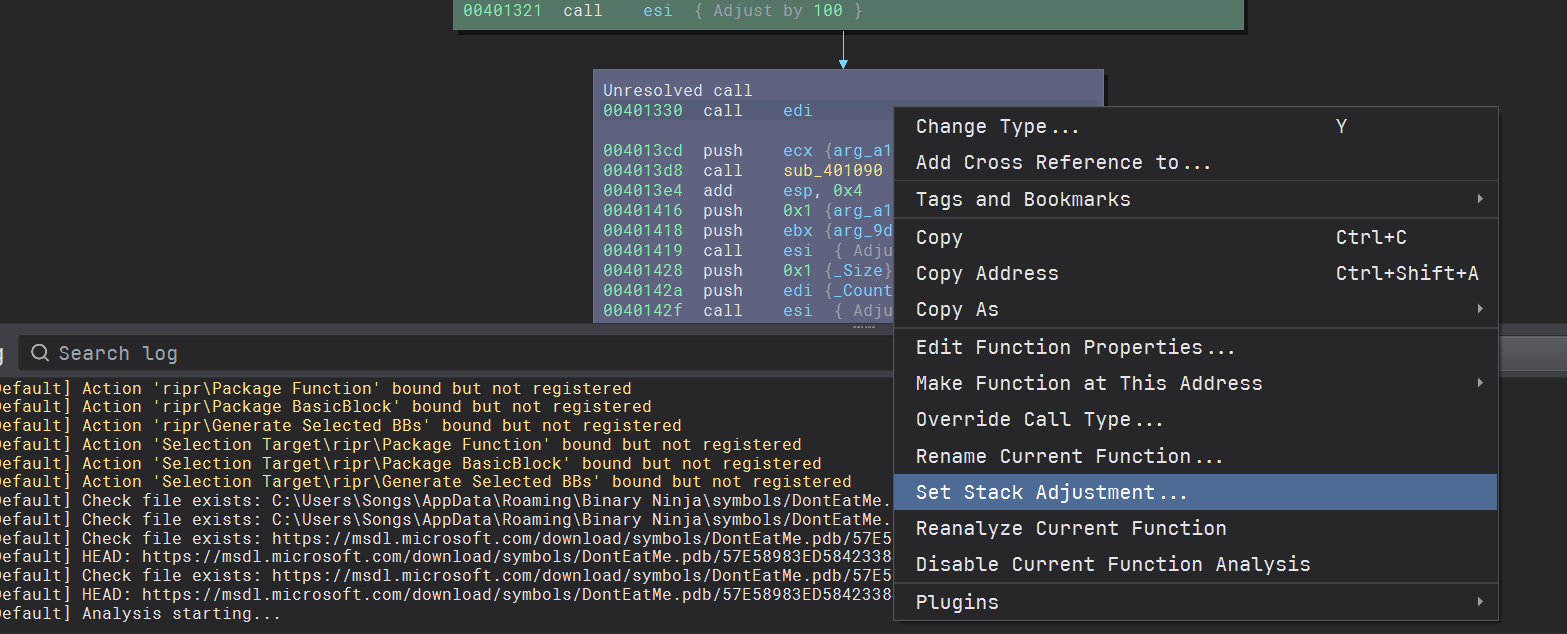 00401321 call esi { Adjust by 100 }
Unresolved call
00401330 call edi
004013cd push ecx {arg_a1
004013d8 call sub_401090
004013e4 add esp, 0x4
00401416 push 0x1 {arg_a1
00401418 push ebx {arg_9d
00401419 call esi { Adju
00401428 push 0x1 {_Size}
0040142a push edi {_Count
0040142f call esi { Adju
Change Type... Y
Add Cross Reference to...
Tags and Bookmarks
Copy Ctrl+C
Copy Address Ctrl+Shift+A
Copy As
Edit Function Properties...
Make Function at This Address
Override Call Type...
Rename Current Function...
Set Stack Adjustment...
Reanalyze Current Function
Disable Current Function Analysis
Plugins
Search log
Default] Action 'ripr\Package Function' bound but not registered
Default] Action 'ripr\Package BasicBlock' bound but not registered
Default] Action 'ripr\Generate Selected BBs' bound but not registered
Default] Action 'Selection Target\ripr\Package Function' bound but not registered
Default] Action 'Selection Target\ripr\Package BasicBlock' bound but not registered
Default] Action 'Selection Target\ripr\Generate Selected BBs' bound but not registered
Default] Check file exists: C:\Users\Songs\AppData\Roaming\Binary Ninja\symbols/DontEatMe.
Default] Check file exists: C:\Users\Songs\AppData\Roaming\Binary Ninja\symbols/DontEatMe.
Default] Check file exists: https://msdl.microsoft.com/download/symbols/DontEatMe.pdb/57E5
Default] HEAD: https://msdl.microsoft.com/download/symbols/DontEatMe.pdb/57E58983ED5842338
Default] Check file exists: https://msdl.microsoft.com/download/symbols/DontEatMe.pdb/57E5
Default] HEAD: https://msdl.microsoft.com/download/symbols/DontEatMe.pdb/57E58983ED5842338
Default] Analysis starting...